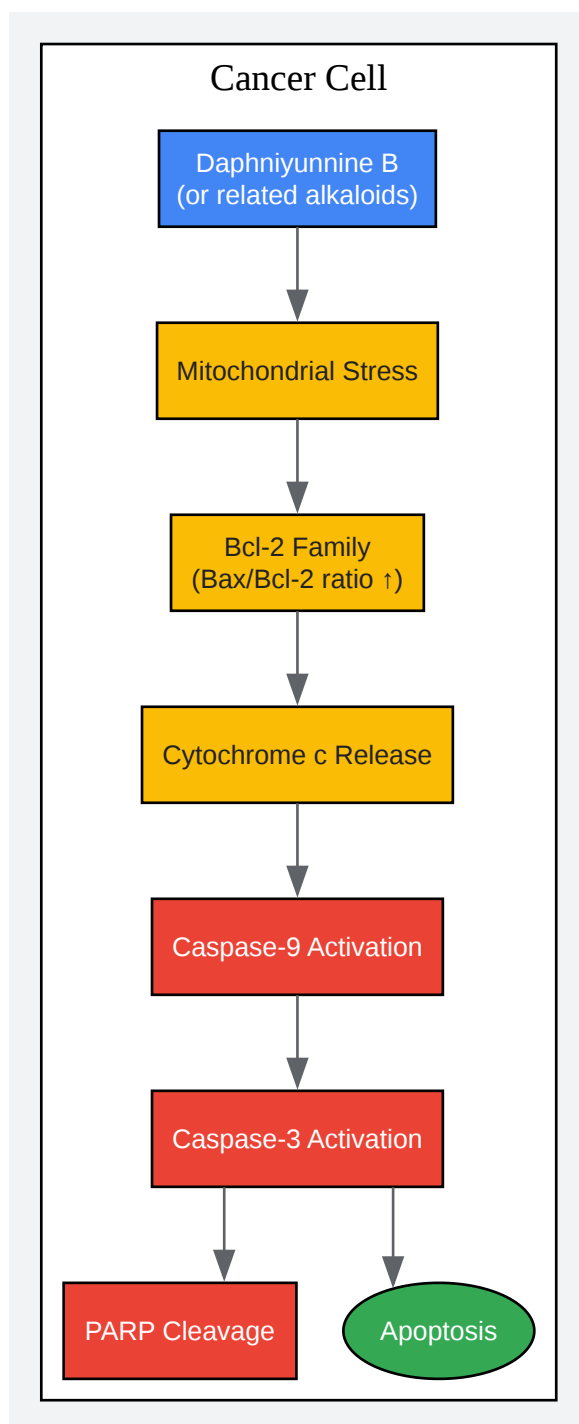 Cancer Cell
Daphniyunnine B
(or related alkaloids)
Mitochondrial Stress
Bcl-2 Family
(Bax/Bcl-2 ratio ↑)
Cytochrome c Release
Caspase-9 Activation
Caspase-3 Activation
PARP Cleavage
Apoptosis